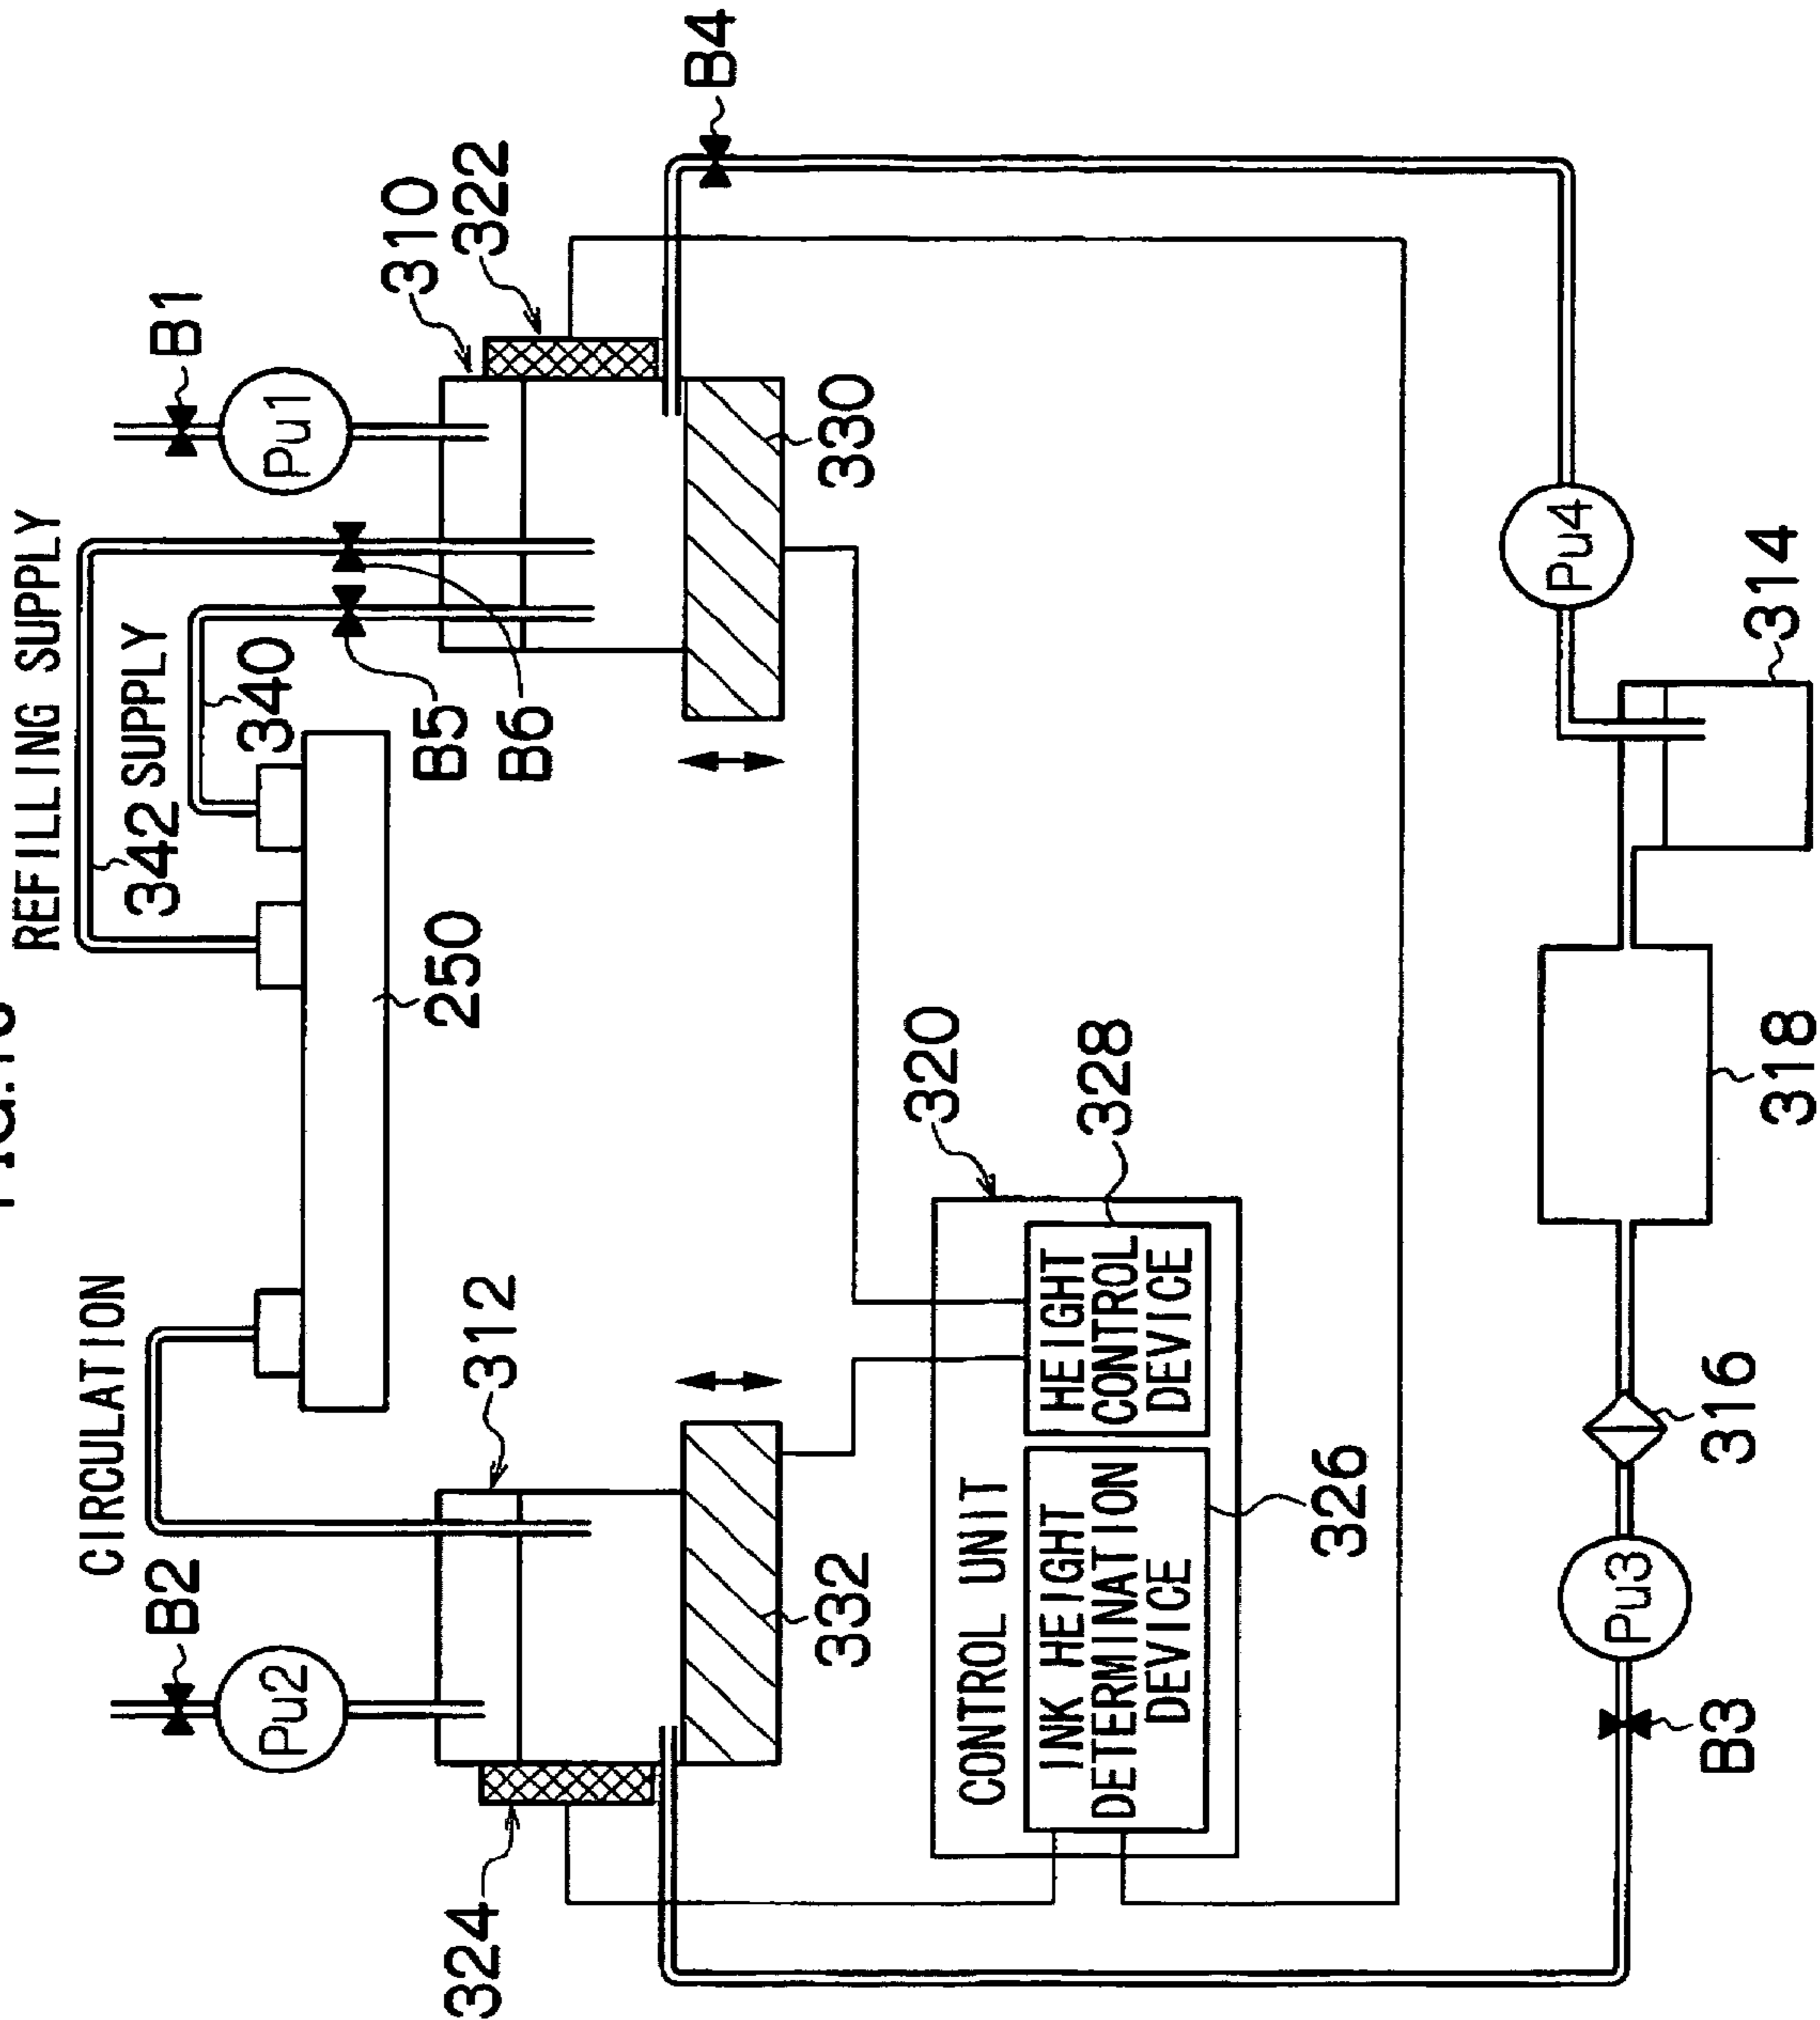 REFILLING SUPPLY
CIRCULATION
342 SUPPLY
B2
B1
340
Pu2
Pu1
310
B5
250
324
312
322
B6
B4
332
330
320
CONTROL UNIT
INK HEIGHT
DETERMINATION
DEVICE
HEIGHT
CONTROL
DEVICE
328
326
Pu4
Pu3
B3
316
318
314